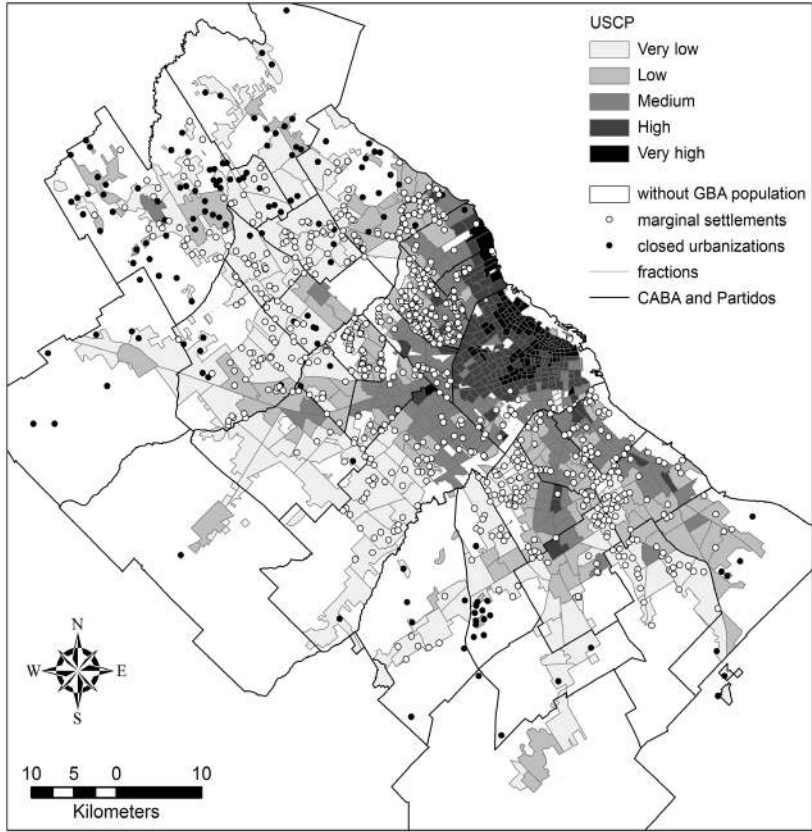 USCP
Very low
Low
Medium
High
Very high
without GBA population
marginal settlements
closed urbanizations
fractions
CABA and Partidos
N
W E
S
10 5 0 10
Kilometers